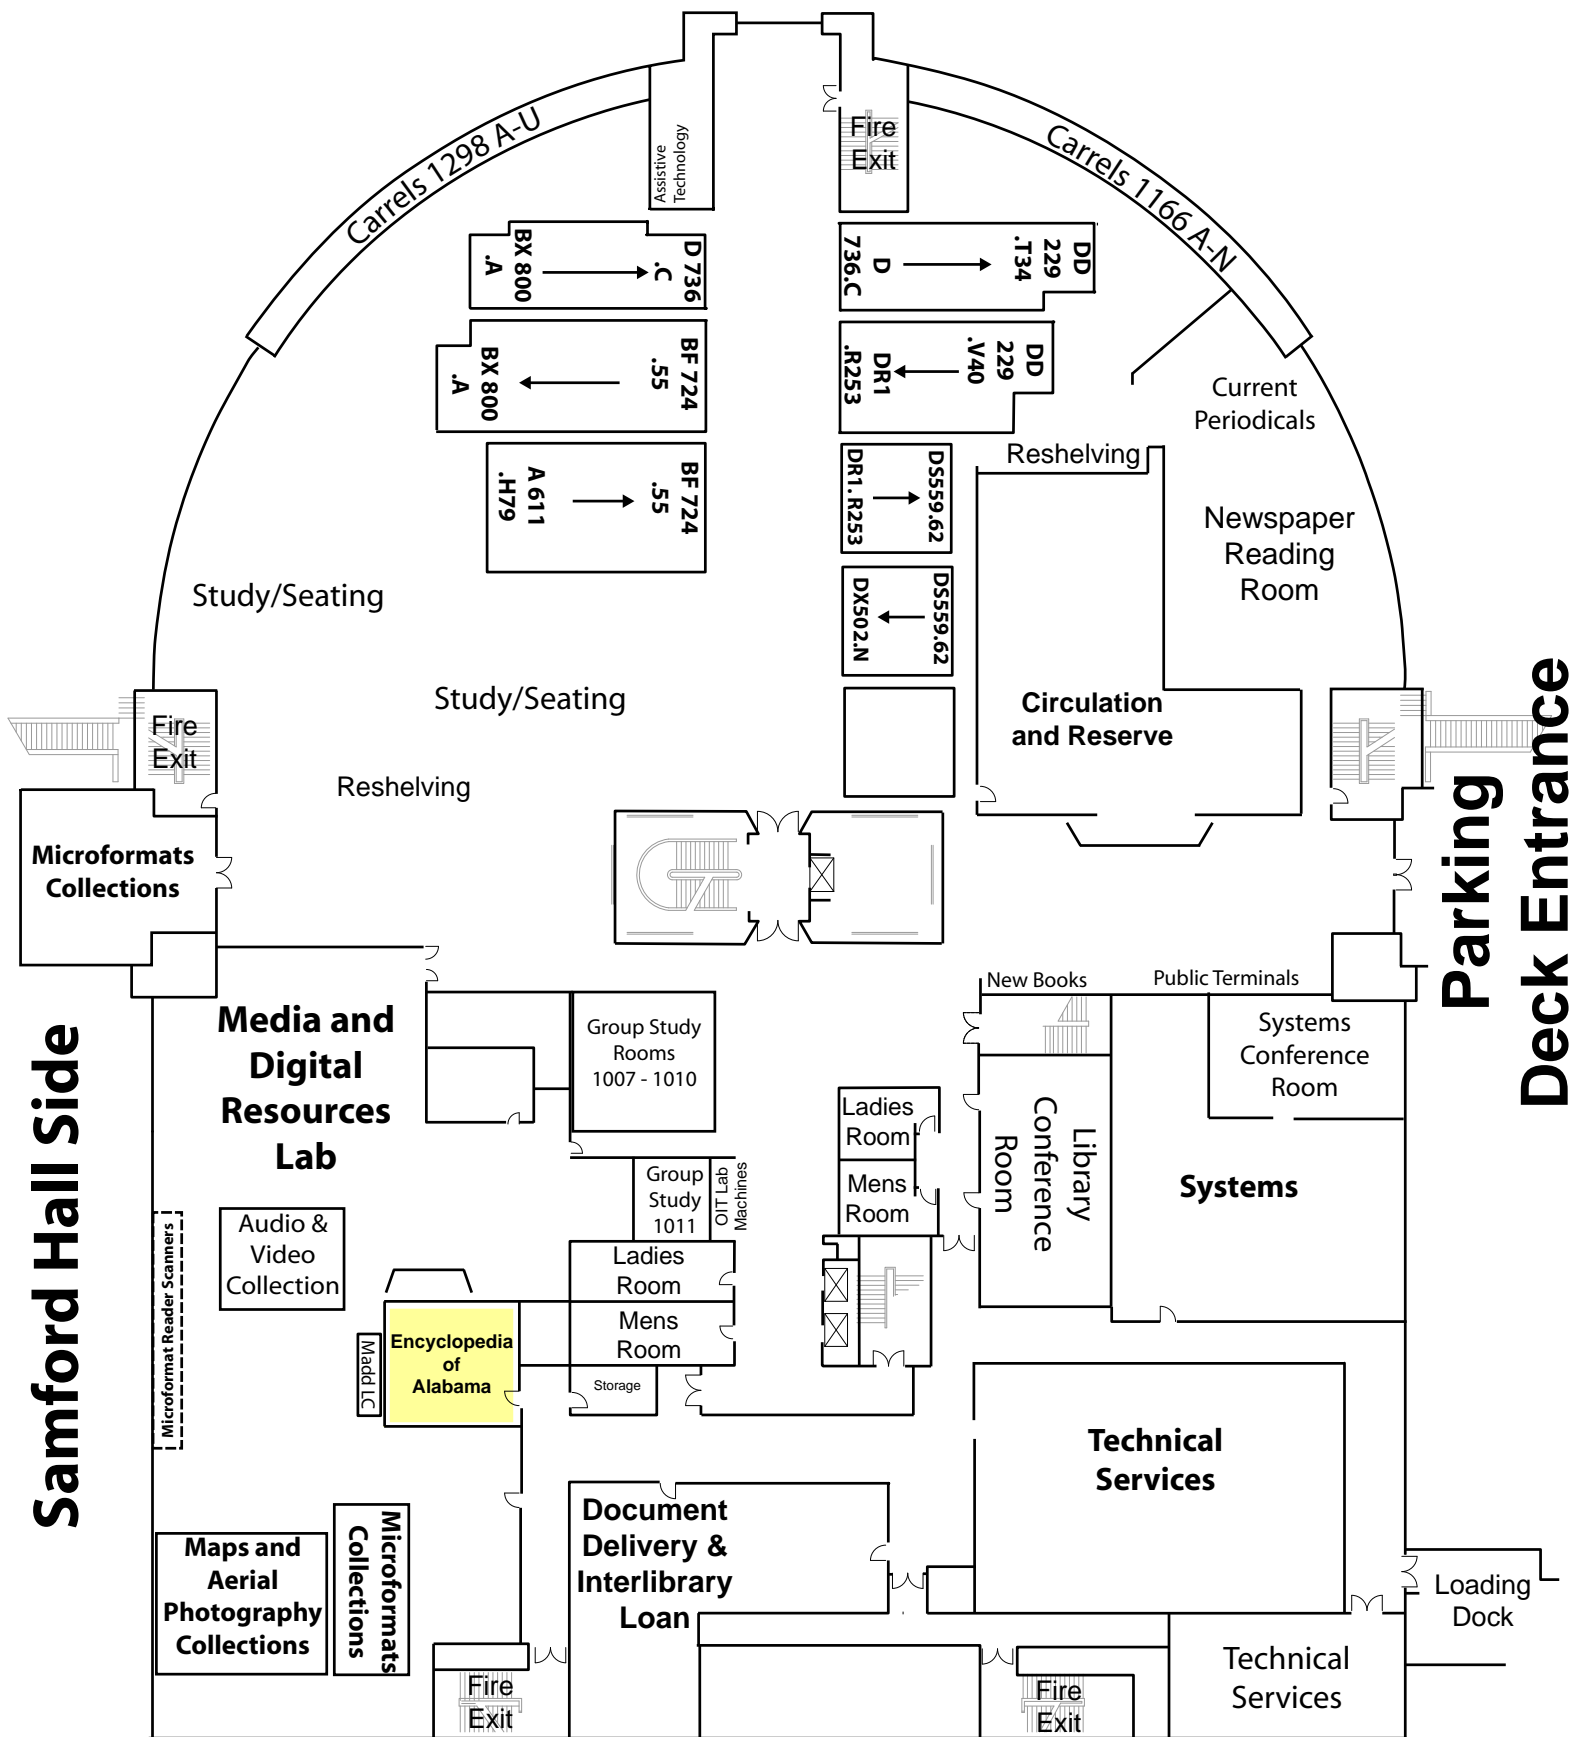 Carrels 1298 A-U
Assistive
Technology
Fire
Exit
Carrels 1166 A-N
BX 800
.A
D 736
.C
D
736.C
DD
229
.T34
BX 800
.A
BF 724
.55
DR1
.R253
DD
229
.V40
Current
Periodicals
A 611
.H79
BF 724
.55
DR1. R253
DS559.62
Reshelving
Newspaper
Reading
Room
Study/Seating
DX502.N
DS559.62
Study/Seating
Circulation
and Reserve
Fire
Exit
Reshelving
Parking
Deck Entrance
Microformats
Collections
New Books
Public Terminals
Samford Hall Side
Media and
Digital
Resources
Lab
Group Study
Rooms
1007 - 1010
Systems
Conference
Room
Ladies
Room
Library
Conference
Room
Mens
Room
Systems
Group
Study
1011
OIT Lab
Machines
Audio &
Video
Collection
Microformat Reader Scanners
Ladies
Room
Mens
Room
Madd LC
Encyclopedia
of
Alabama
Storage
Technical
Services
Document
Delivery &
Interlibrary
Loan
Maps and
Aerial
Photography
Collections
Microformats
Collections
Loading
Dock
Fire
Exit
Fire
Exit
Technical
Services